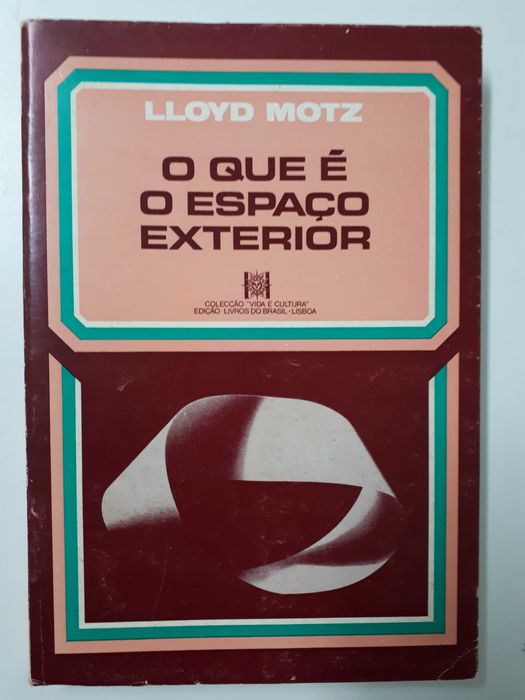 LLOYD MOTZ
O QUE É
O ESPAÇO
EXTERIOR
COLECÇÃO "VIDA E CULTURA"
EDIÇÃO LIVROS DO BRASIL · LISBOA